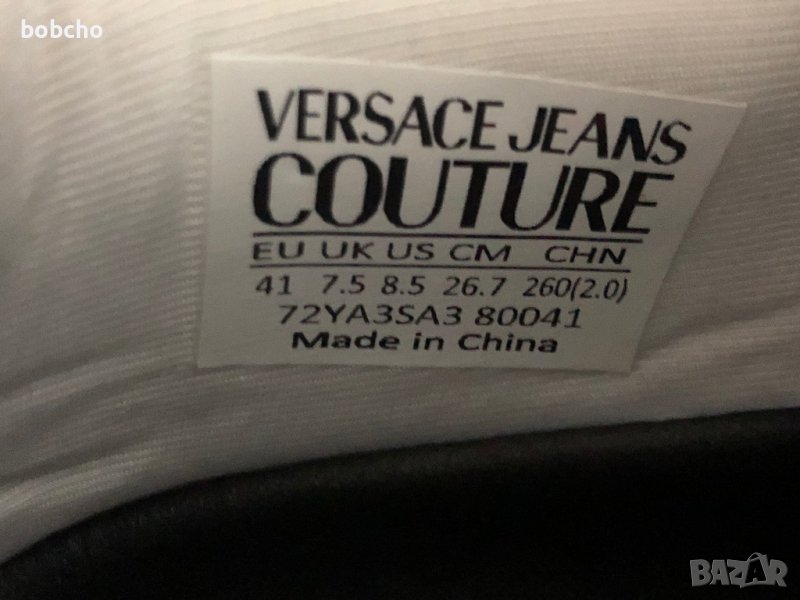 bobcho
VERSACE JEANS
COUTURE
EU UK US CM CHN
41 7.5 8.5 26.7 260(2.0)
72YA3SA3 80041
Made in China
BAZAR